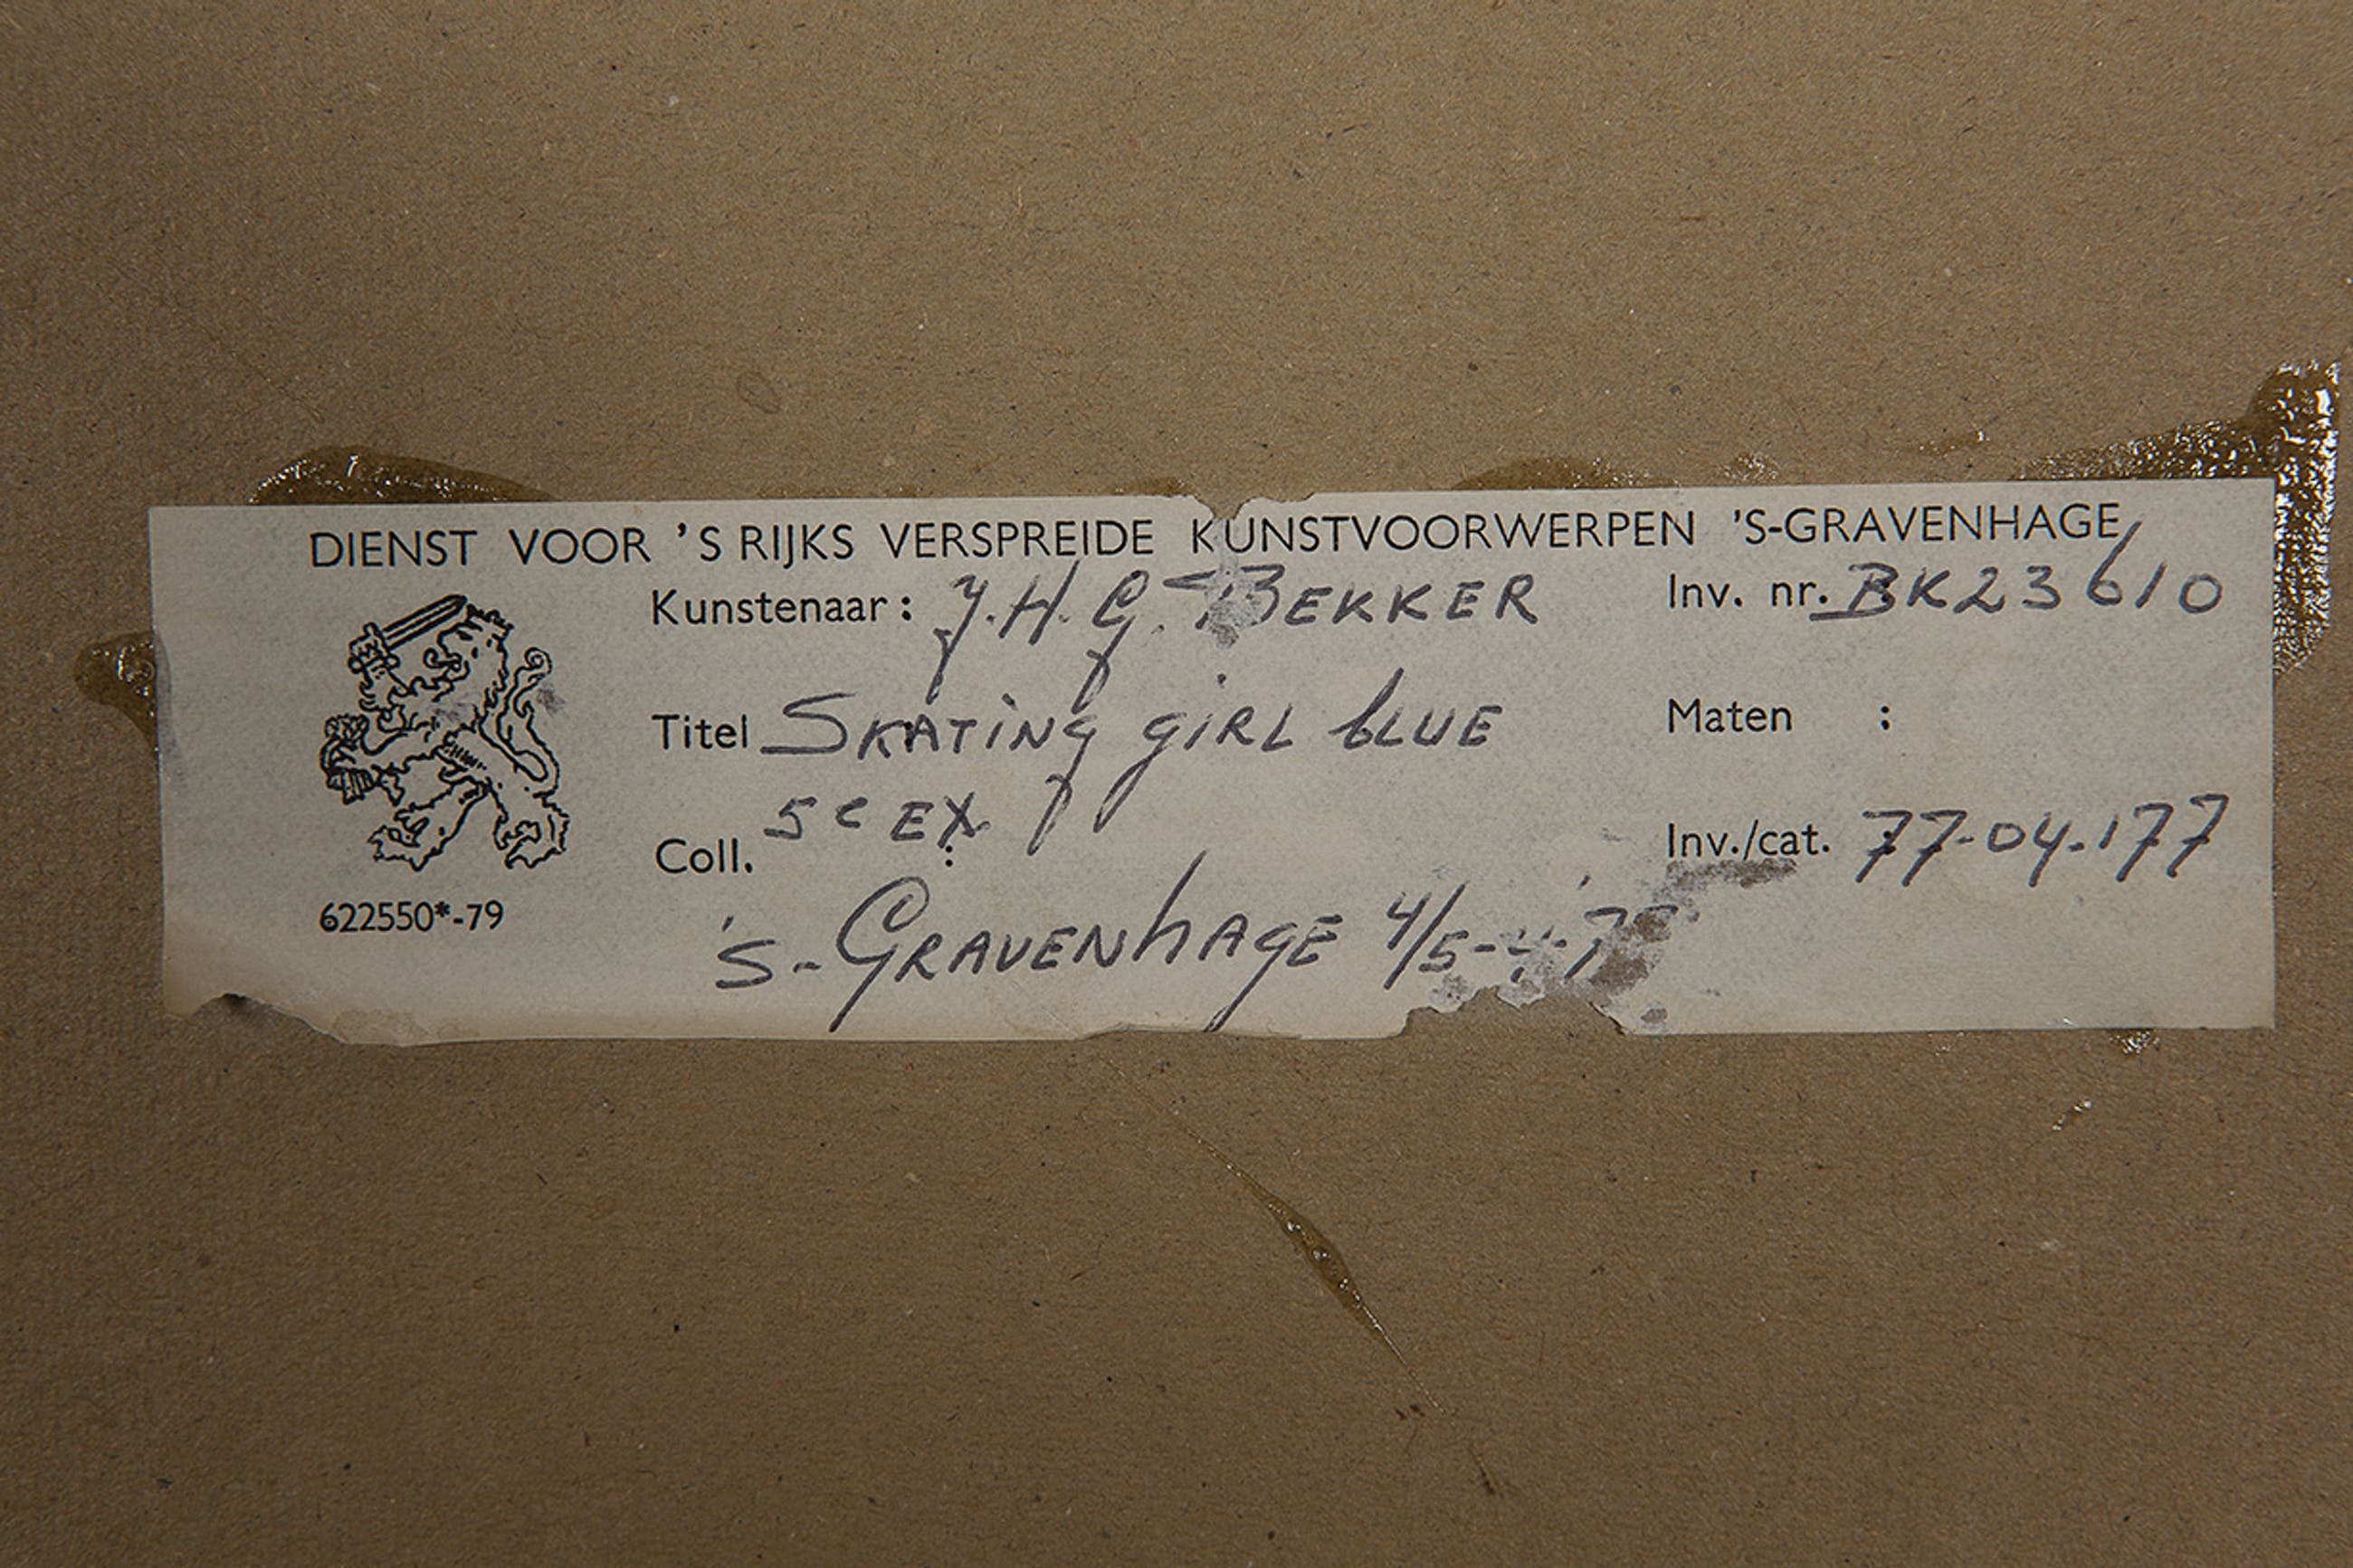 DIENST VOOR 'S RIJKS VERSPREIDE KUNSTVOORWERPEN 'S-GRAVENHAGE
Kunstenaar: J.H.G. BEKKER Inv. nr. BK23610
Titel SKATING GIRL BLUE Maten :
5e EX
Coll. : Inv./cat. 77-04-177
622550*-79
'S-GRAVENHAGE